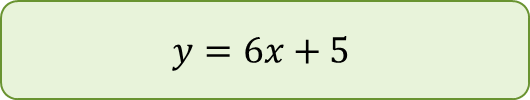 y = 6x + 5